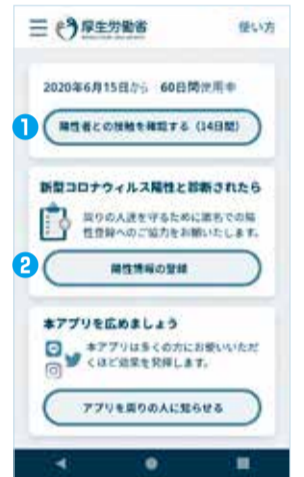 厚生労働省
使い方
2020年6月15日から 60日間使用中
1
陽性者との接触を確認する（14日間）
新型コロナウィルス陽性と診断されたら
周りの人達を守るために匿名での陽
性登録へのご協力をお願いいたします。
2
陽性情報の登録
本アプリを広めましょう
本アプリは多くの方にお使いいただ
くほど効果を発揮します。
アプリを周りの人に知らせる